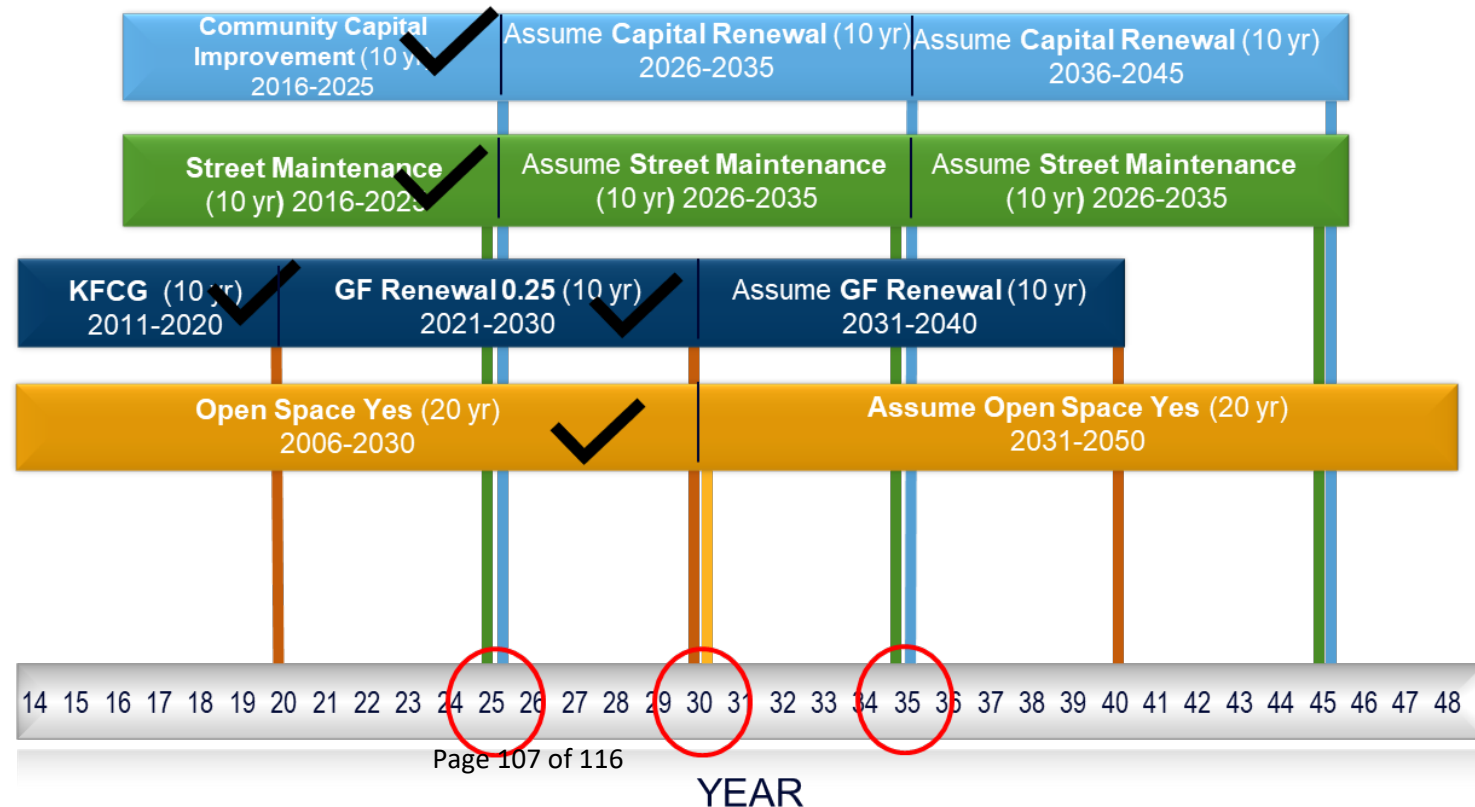 Community Capital
Improvement (10 yr)
2016-2025
Assume Capital Renewal (10 yr)
2026-2035
Assume Capital Renewal (10 yr)
2036-2045
Street Maintenance
(10 yr) 2016-2025
Assume Street Maintenance
(10 yr) 2026-2035
Assume Street Maintenance
(10 yr) 2026-2035
KFCG (10 yr)
2011-2020
GF Renewal 0.25 (10 yr)
2021-2030
Assume GF Renewal (10 yr)
2031-2040
Open Space Yes (20 yr)
2006-2030
Assume Open Space Yes (20 yr)
2031-2050
14 15 16 17 18 19 20 21 22 23 24 25 26 27 28 29 30 31 32 33 34 35 36 37 38 39 40 41 42 43 44 45 46 47 48
Page 107 of 116
YEAR